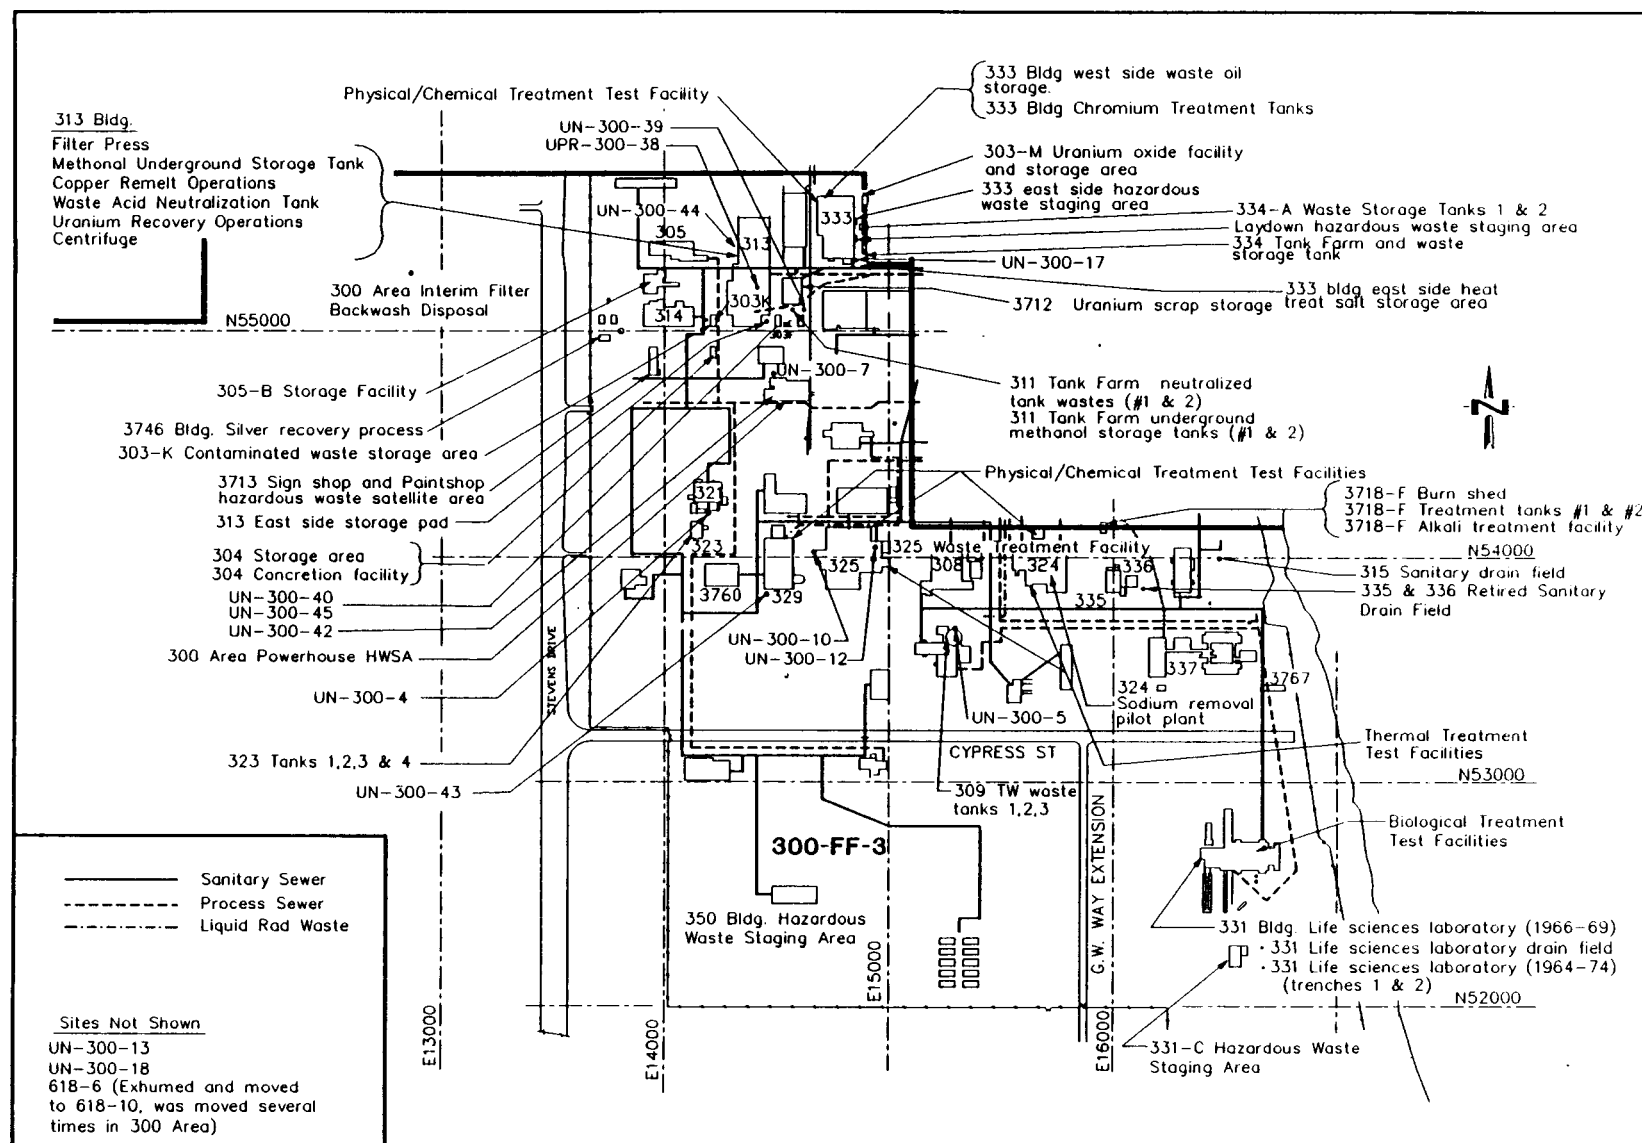 333 Bldg west side waste oil
storage.
333 Bldg Chromium Treatment Tanks
Physical/Chemical Treatment Test Facility
313 Bldg.
Filter Press
Methonal Underground Storage Tank
Copper Remelt Operations
Waste Acid Neutralization Tank
Uranium Recovery Operations
Centrifuge
UN-300-39
UPR-300-38
303-M Uranium oxide facility
and storage area
333 east side hazardous
waste staging area
334-A Waste Storage Tanks 1 & 2
Laydown hazardous waste staging area
334 Tank Farm and waste
storage tank
UN-300-17
UN-300-44
305
313
333
300 Area Interim Filter
Backwash Disposal
303K
314
3712 Uranium scrap storage
333 bldg east side heat
treat salt storage area
N55000
UN-300-7
305-B Storage Facility
311 Tank Farm neutralized
tank wastes (#1 & 2)
311 Tank Farm underground
methanol storage tanks (#1 & 2)
3746 Bldg. Silver recovery process
303-K Contaminated waste storage area
3713 Sign shop and Paintshop
hazardous waste satellite area
313 East side storage pad
Physical/Chemical Treatment Test Facilities
3718-F Burn shed
3718-F Treatment tanks #1 & #2
3718-F Alkali treatment facility
321
323
325 Waste Treatment Facility
N54000
304 Storage area
304 Concretion facility
3760
329
325
308
324
336
335
315 Sanitary drain field
335 & 336 Retired Sanitary
Drain Field
UN-300-40
UN-300-45
UN-300-42
300 Area Powerhouse HWSA
UN-300-10
UN-300-12
UN-300-4
STEVENS DRIVE
337
3767
324
Sodium removal
pilot plant
UN-300-5
323 Tanks 1,2,3 & 4
UN-300-43
CYPRESS ST
Thermal Treatment
Test Facilities
N53000
309 TW waste
tanks 1,2,3
300-FF-3
G.W. WAY EXTENSION
Biological Treatment
Test Facilities
Sanitary Sewer
Process Sewer
Liquid Rad Waste
350 Bldg. Hazardous
Waste Staging Area
331 Bldg. Life sciences laboratory (1966-69)
· 331 Life sciences laboratory drain field
· 331 Life sciences laboratory (1964-74)
(trenches 1 & 2)
N52000
E13000
E14000
E15000
E16000
331-C Hazardous Waste
Staging Area
Sites Not Shown
UN-300-13
UN-300-18
618-6 (Exhumed and moved
to 618-10, was moved several
times in 300 Area)
N